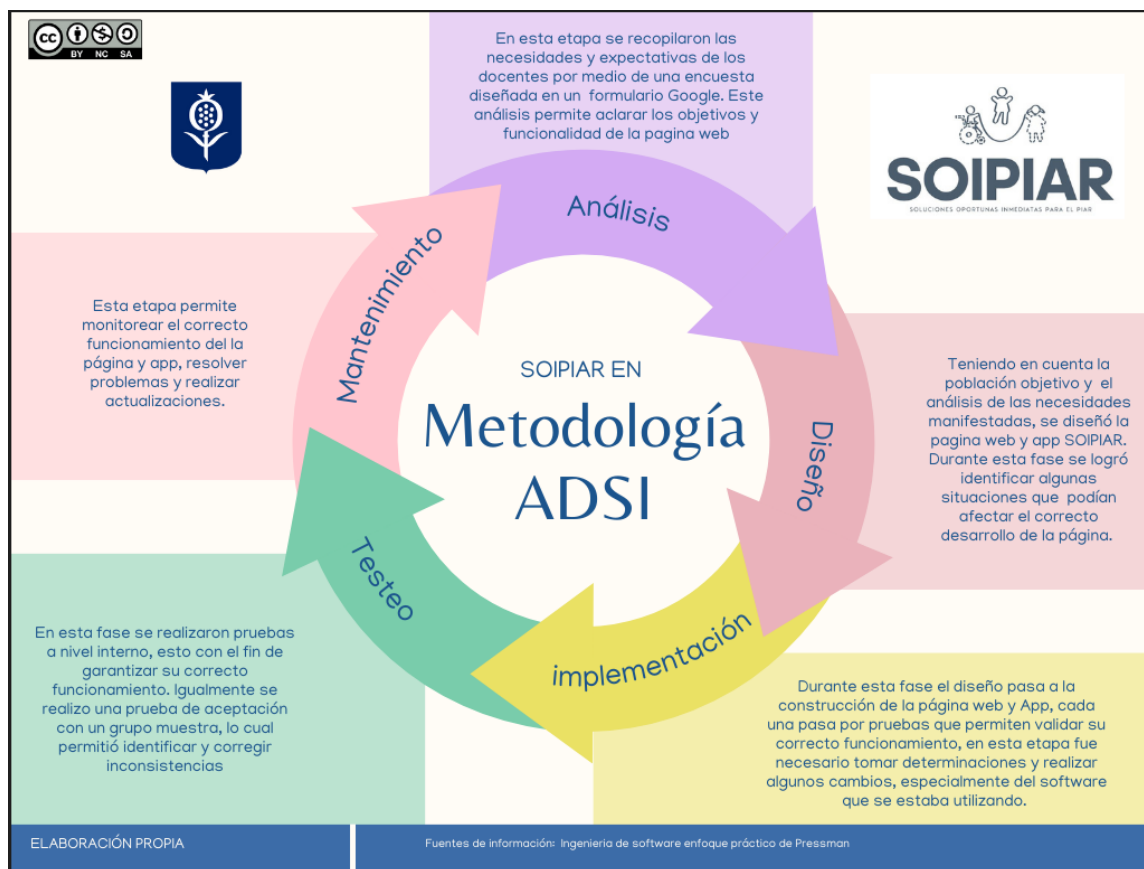 cc
BY NC SA
En esta etapa se recopilaron las
necesidades y expectativas de los
docentes por medio de una encuesta
diseñada en un formulario Google. Este
análisis permite aclarar los objetivos y
funcionalidad de la pagina web
SOIPIAR
SOLUCIONES OPORTUNAS INMEDIATAS PARA EL PIAR
Análisis
Mantenimiento
Esta etapa permite
monitorear el correcto
funcionamiento del la
página y app, resolver
problemas y realizar
actualizaciones.
SOIPIAR EN
Metodología
ADSI
Diseño
Teniendo en cuenta la
población objetivo y el
análisis de las necesidades
manifestadas, se diseñó la
pagina web y app SOIPIAR.
Durante esta fase se logró
identificar algunas
situaciones que podían
afectar el correcto
desarrollo de la página.
Testeo
implementación
En esta fase se realizaron pruebas
a nivel interno, esto con el fin de
garantizar su correcto
funcionamiento. Igualmente se
realizo una prueba de aceptación
con un grupo muestra, lo cual
permitió identificar y corregir
inconsistencias
Durante esta fase el diseño pasa a la
construcción de la página web y App, cada
una pasa por pruebas que permiten validar su
correcto funcionamiento, en esta etapa fue
necesario tomar determinaciones y realizar
algunos cambios, especialmente del software
que se estaba utilizando.
ELABORACIÓN PROPIA
Fuentes de información: Ingenieria de software enfoque práctico de Pressman